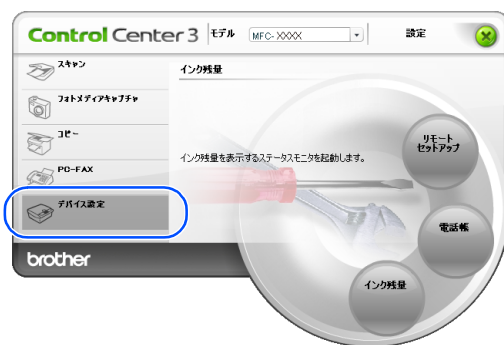 Control Center 3
モデル
MFC-XXXX
設定
スキャン
フォトメディアキャプチャ
コピー
PC-FAX
デバイス設定
brother
インク残量
インク残量を表示するステータスモニタを起動します。
リモート
セットアップ
電話帳
インク残量